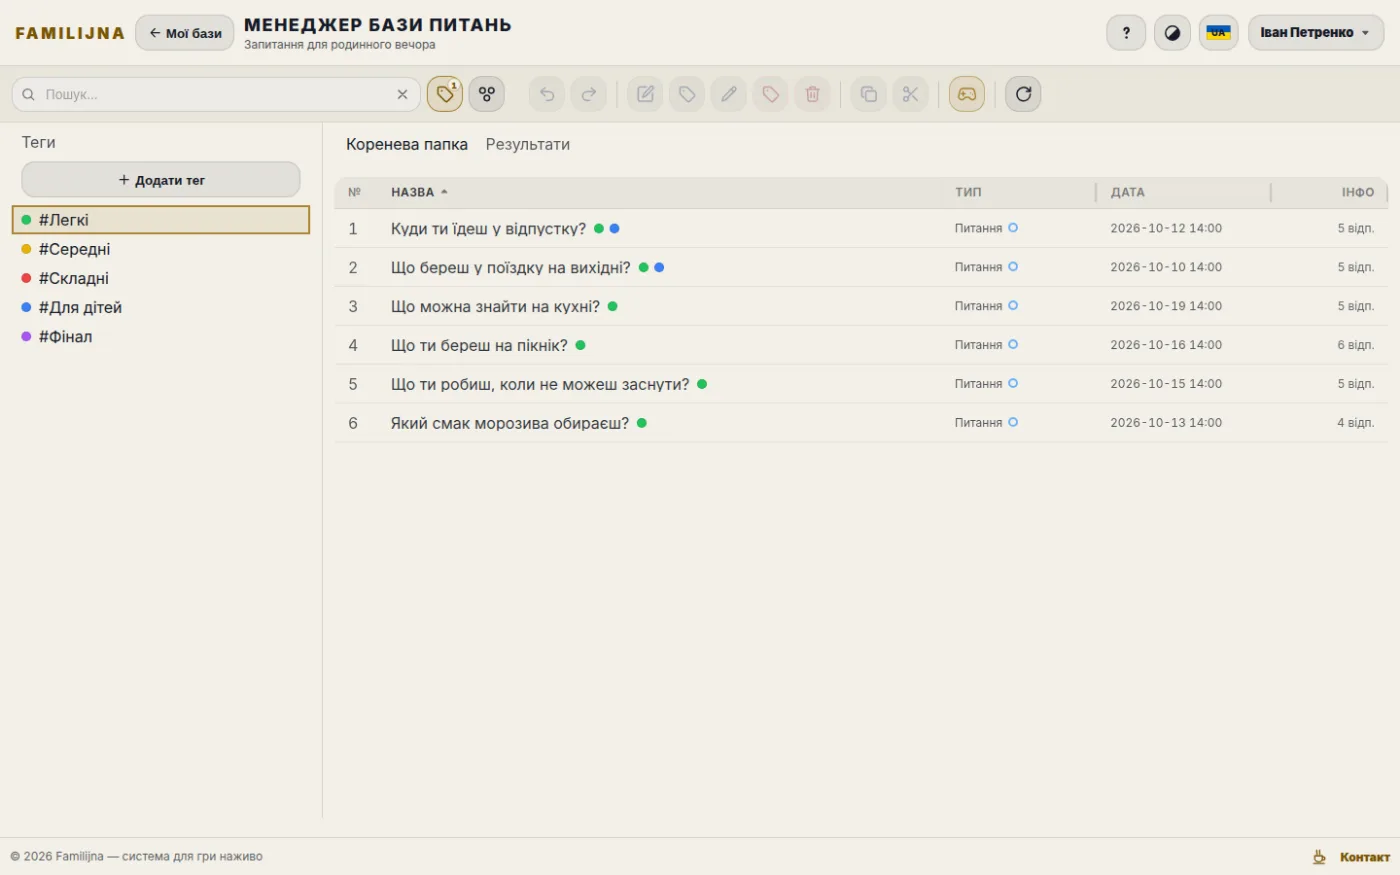 FAMILIJNA
← Мої бази
МЕНЕДЖЕР БАЗИ ПИТАНЬ
Запитання для родинного вечора
?
UA
Іван Петренко
Пошук...
1
Теги
+ Додати тег
#Легкі
#Середні
#Складні
#Для дітей
#Фінал
Коренева папка Результати
№ НАЗВА ТИП ДАТА ІНФО
1 Куди ти їдеш у відпустку? Питання 2026-10-12 14:00 5 відп.
2 Що береш у поїздку на вихідні? Питання 2026-10-10 14:00 5 відп.
3 Що можна знайти на кухні? Питання 2026-10-19 14:00 5 відп.
4 Що ти береш на пікнік? Питання 2026-10-16 14:00 6 відп.
5 Що ти робиш, коли не можеш заснути? Питання 2026-10-15 14:00 5 відп.
6 Який смак морозива обираєш? Питання 2026-10-13 14:00 4 відп.
© 2026 Familijna — система для гри наживо
Контакт